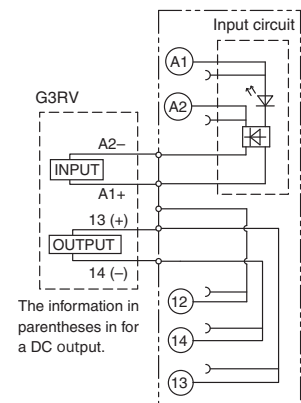 Input circuit
A1
G3RV
A2
A2–
INPUT
A1+
13 (+)
OUTPUT
14 (–)
12
14
13
The information in
parentheses in for
a DC output.